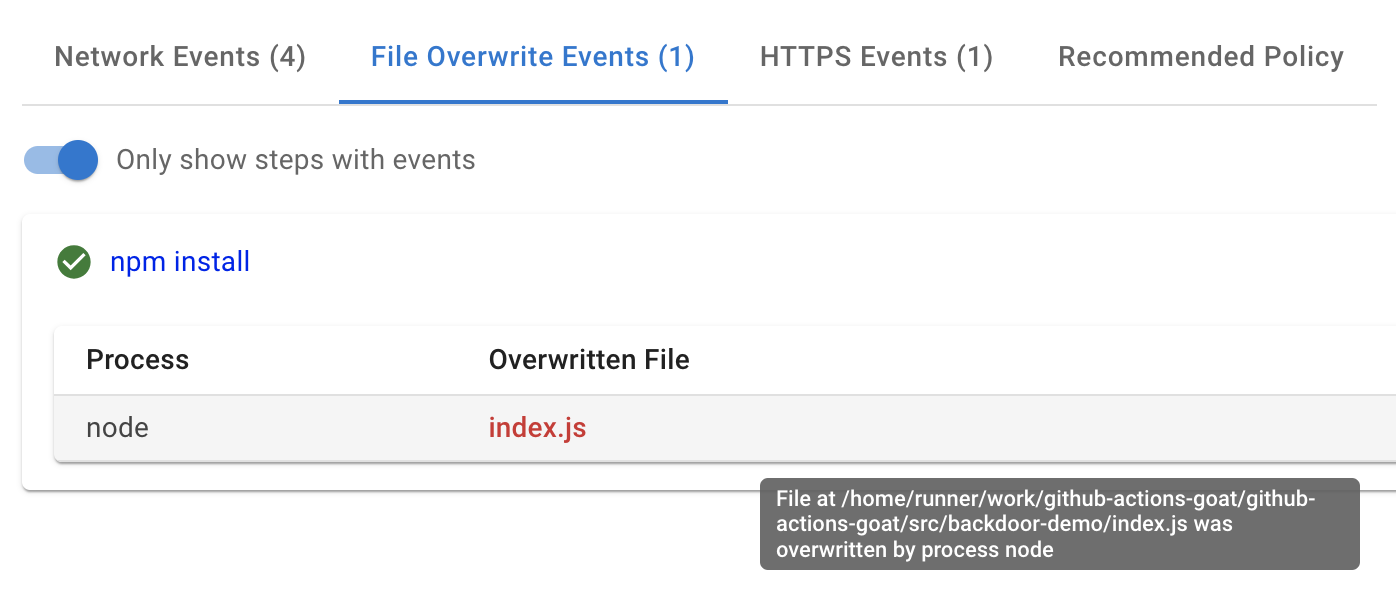 Network Events (4) File Overwrite Events (1) HTTPS Events (1) Recommended Policy
Only show steps with events
npm install
Process Overwritten File
node index.js
File at /home/runner/work/github-actions-goat/github-
actions-goat/src/backdoor-demo/index.js was
overwritten by process node